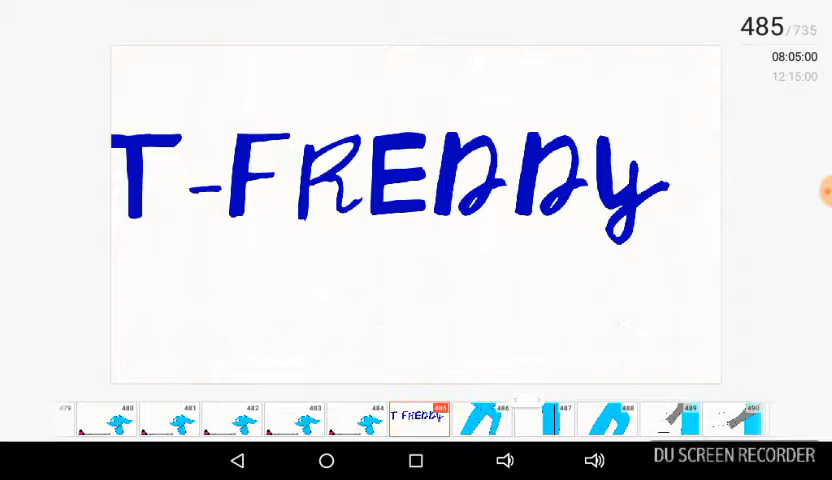 485/735
08:05:00
12:15:00
T-FREDDY
479 480 481 482 483 484 485 486 487 488 489 490
T FREDDY
DU SCREEN RECORDER